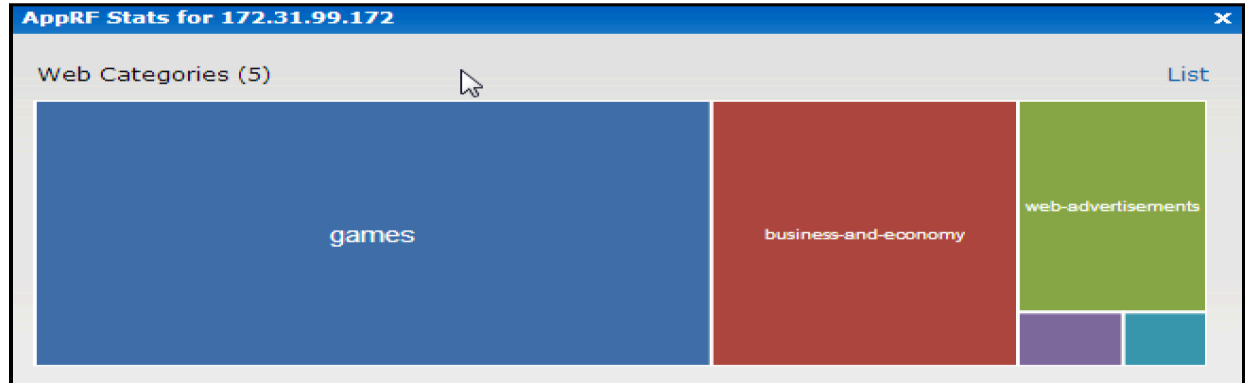 AppRF Stats for 172.31.99.172
×
Web Categories (5)
List
games
business-and-economy
web-advertisements